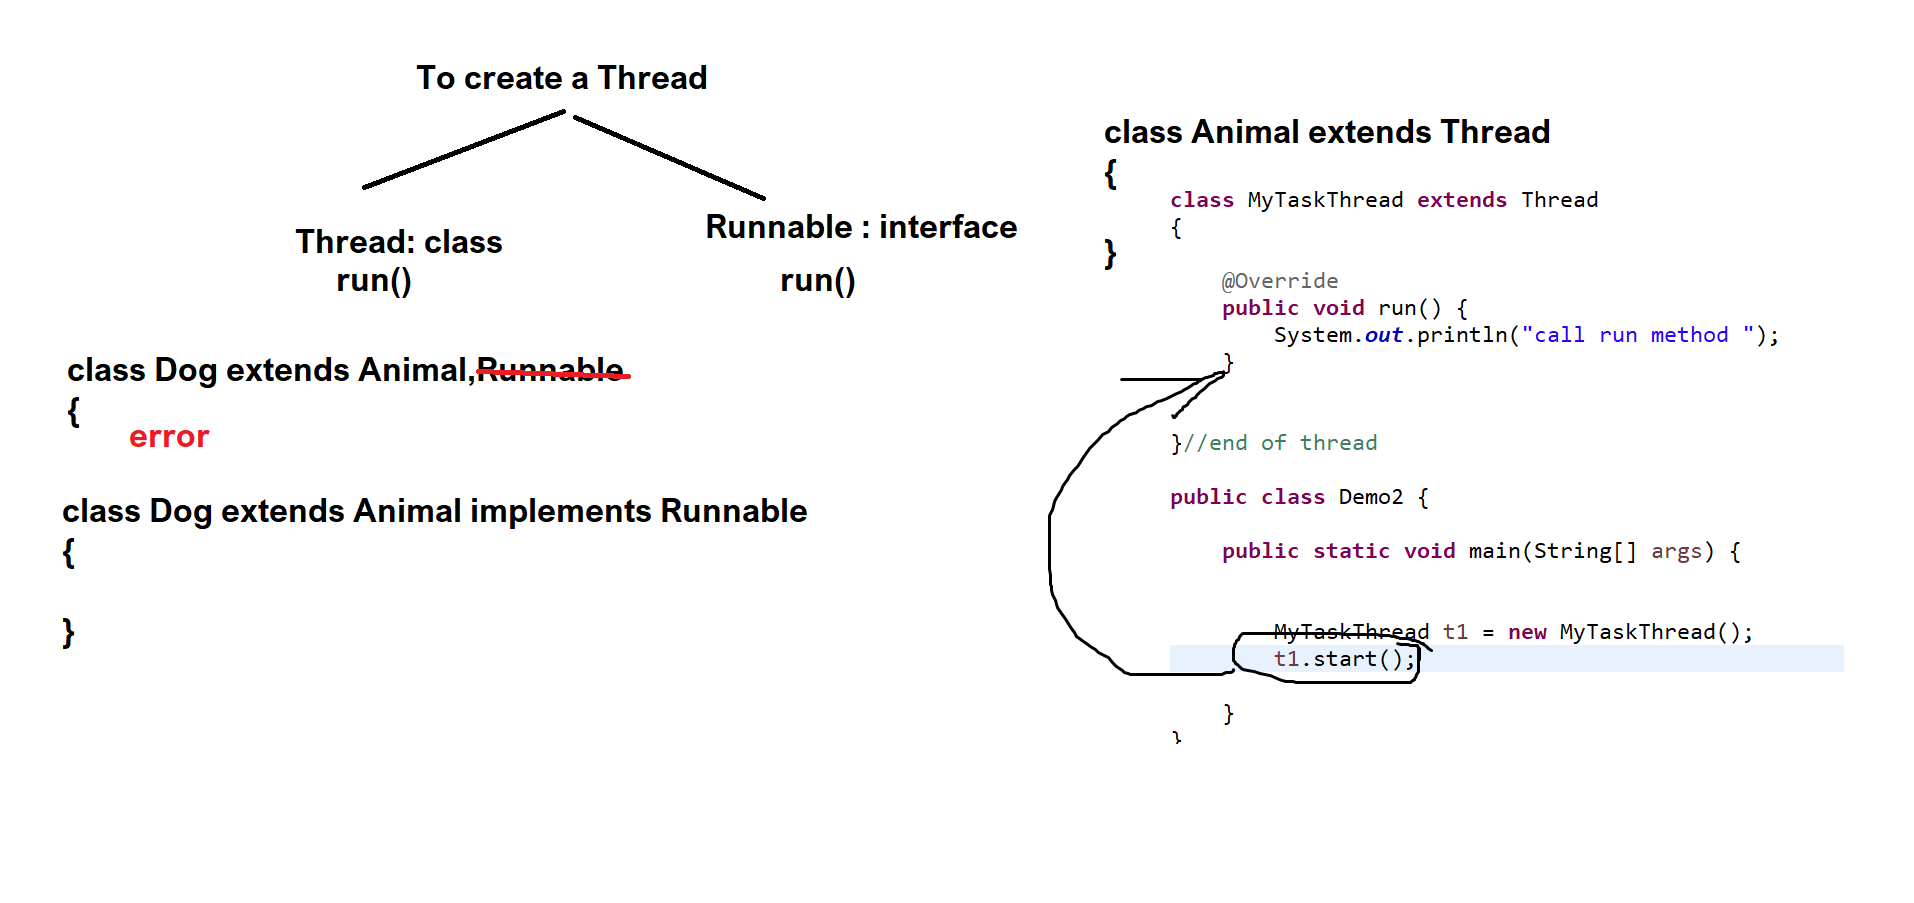 To create a Thread
Thread: class
run()
Runnable : interface
run()
class Dog extends Animal,Runnable
{
error
class Dog extends Animal implements Runnable
{
}
class Animal extends Thread
{
}
class MyTaskThread extends Thread
{
@Override
public void run() {
System.out.println("call run method ");
}
}//end of thread
public class Demo2 {
public static void main(String[] args) {
MyTaskThread t1 = new MyTaskThread();
t1.start();
}
}